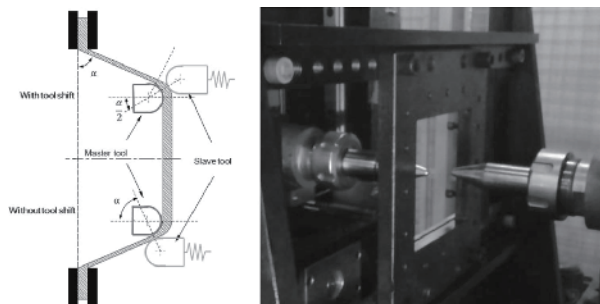 α
With tool shift
α
2
Master tool
Slave tool
α
Without tool shift